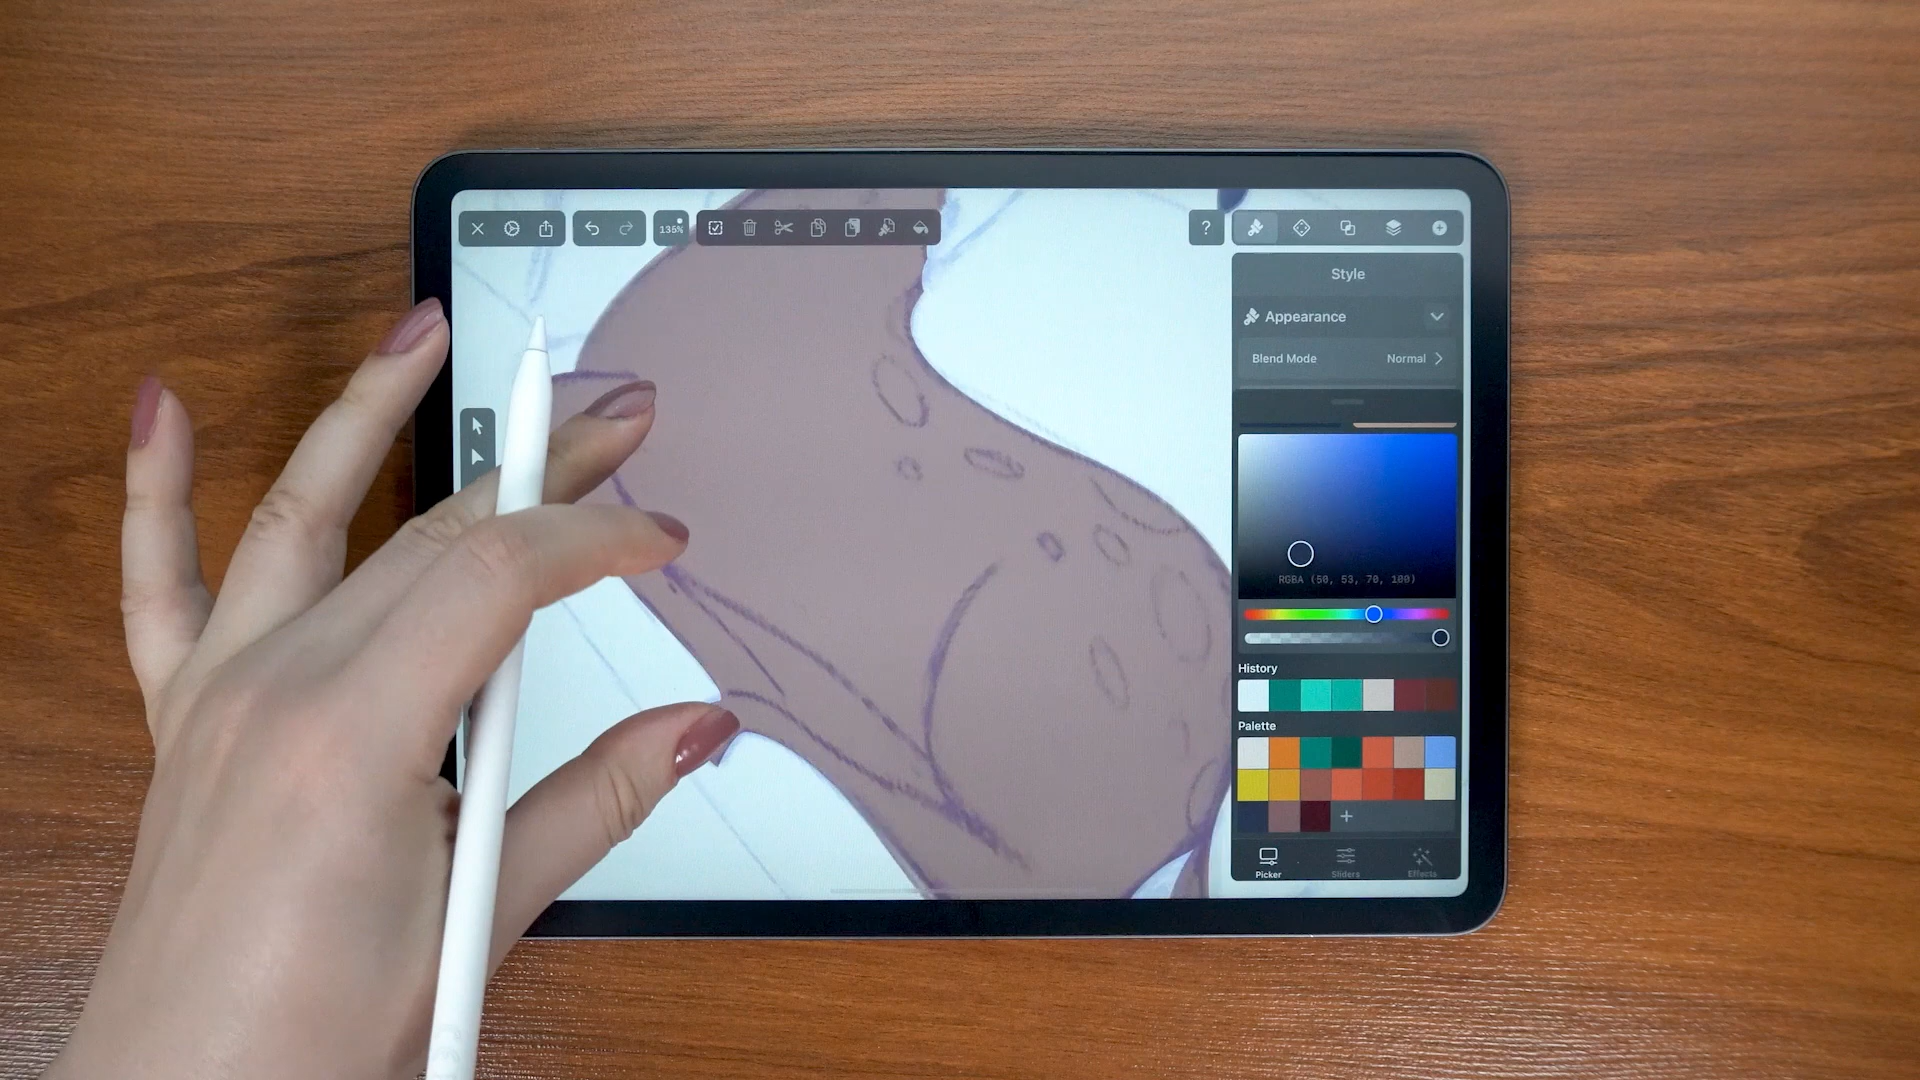 135%
?
Style
Appearance
Blend Mode Normal
RGBA (50, 53, 70, 100)
History
Palette
Picker Sliders Effects